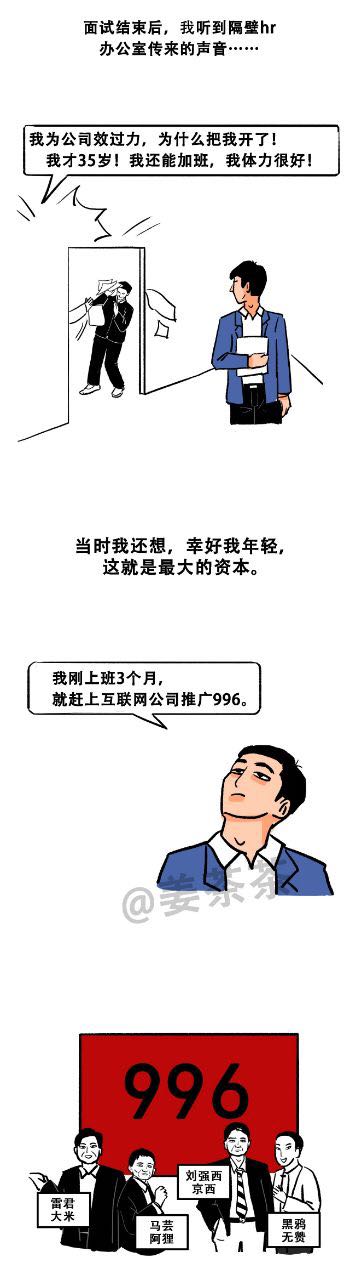 面试结束后，我听到隔壁hr
办公室传来的声音……
我为公司效过力，为什么把我开了！
我才35岁！我还能加班，我体力很好！
当时我还想，幸好我年轻，
这就是最大的资本。
我刚上班3个月，
就赶上互联网公司推广996。
@姜茶茶
996
雷君
大米
马芸
阿狸
刘强西
京西
黑鸦
无赞